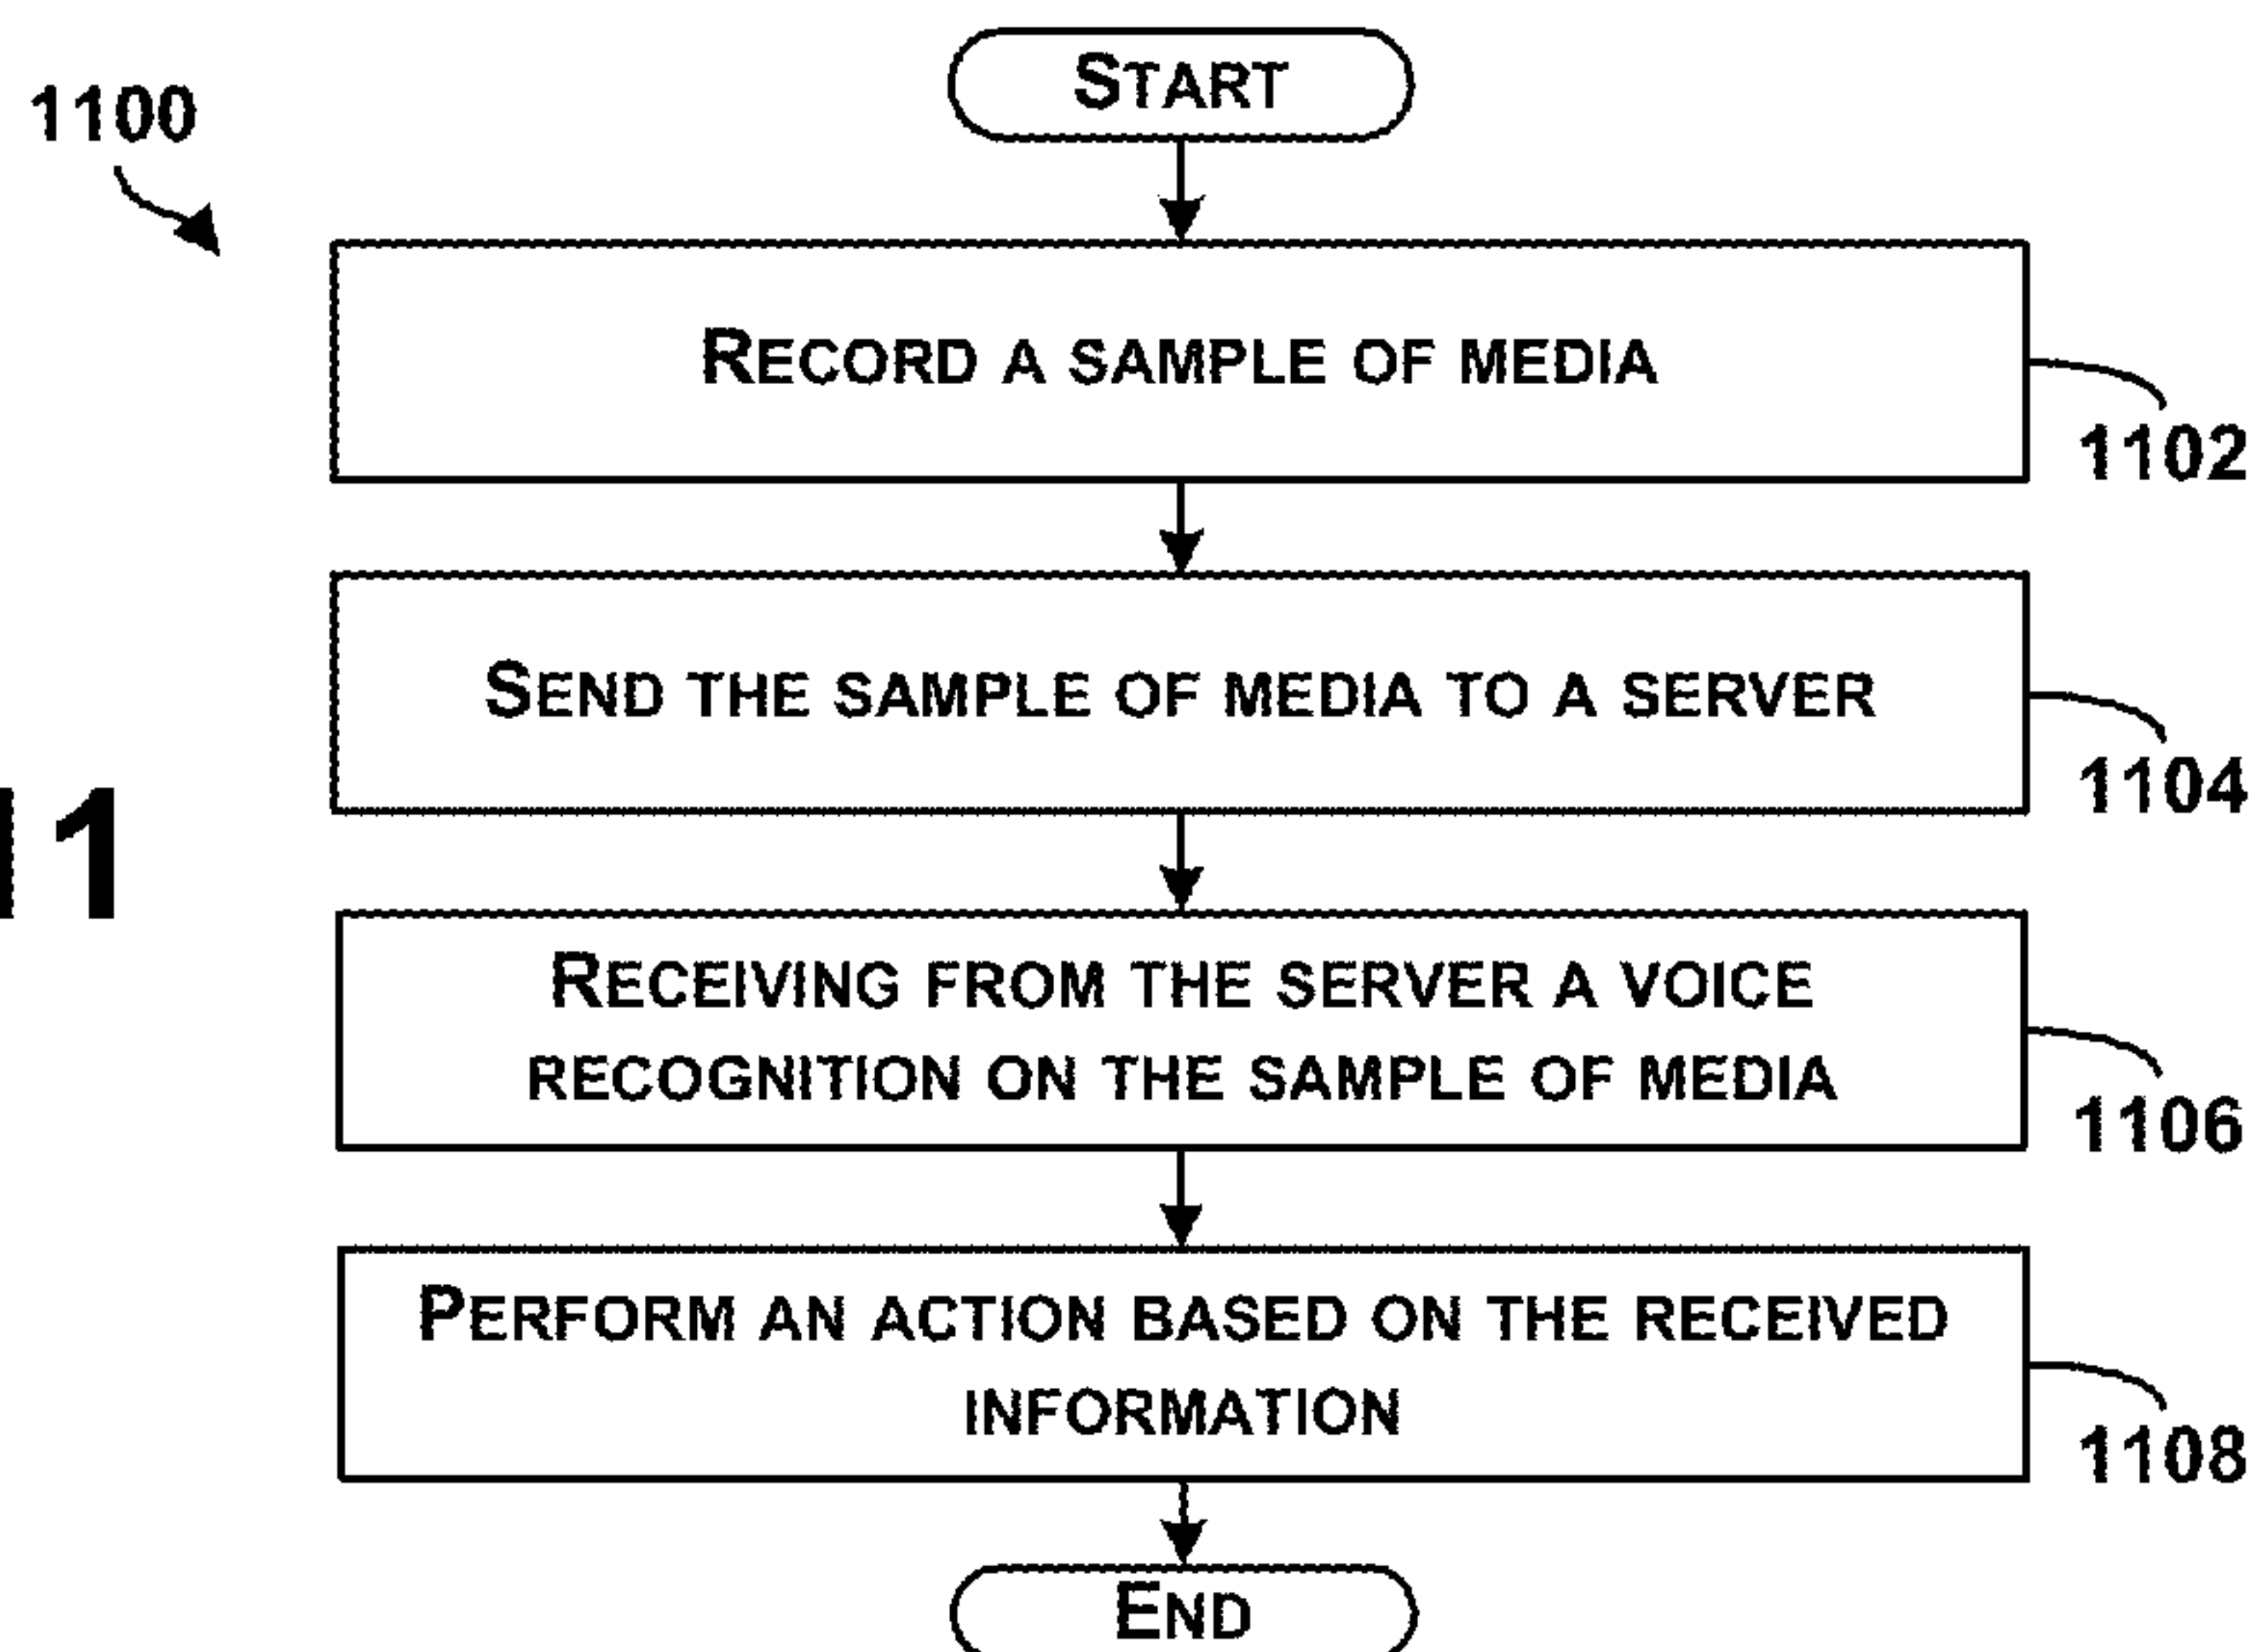 START
1100
RECORD A SAMPLE OF MEDIA
1102
SEND THE SAMPLE OF MEDIA TO A SERVER
1104
11
RECEIVING FROM THE SERVER A VOICE
RECOGNITION ON THE SAMPLE OF MEDIA
1106
PERFORM AN ACTION BASED ON THE RECEIVED
INFORMATION
1108
END